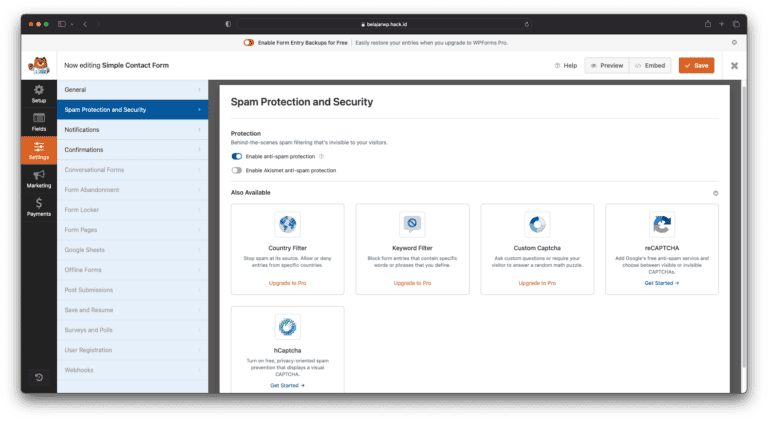 belajarwp.hack.id
Enable Form Entry Backups for Free | Easily restore your entries when you upgrade to WPForms Pro.
Now editing Simple Contact Form
Help
Preview
Embed
Save
Setup
Fields
Settings
Marketing
Payments
General
Spam Protection and Security
Notifications
Confirmations
Conversational Forms
Form Abandonment
Form Locker
Form Pages
Google Sheets
Offline Forms
Post Submissions
Save and Resume
Surveys and Polls
User Registration
Webhooks
Spam Protection and Security
Protection
Behind-the-scenes spam filtering that's invisible to your visitors.
Enable anti-spam protection
Enable Akismet anti-spam protection
Also Available
Country Filter
Stop spam at its source. Allow or deny
entries from specific countries.
Upgrade to Pro
Keyword Filter
Block form entries that contain specific
words or phrases that you define.
Upgrade to Pro
Custom Captcha
Ask custom questions or require your
visitor to answer a random math puzzle.
Upgrade to Pro
reCAPTCHA
Add Google's free anti-spam service and
choose between visible or invisible
CAPTCHAs.
Get Started →
hCaptcha
Turn on free, privacy-oriented spam
prevention that displays a visual
CAPTCHA.
Get Started →